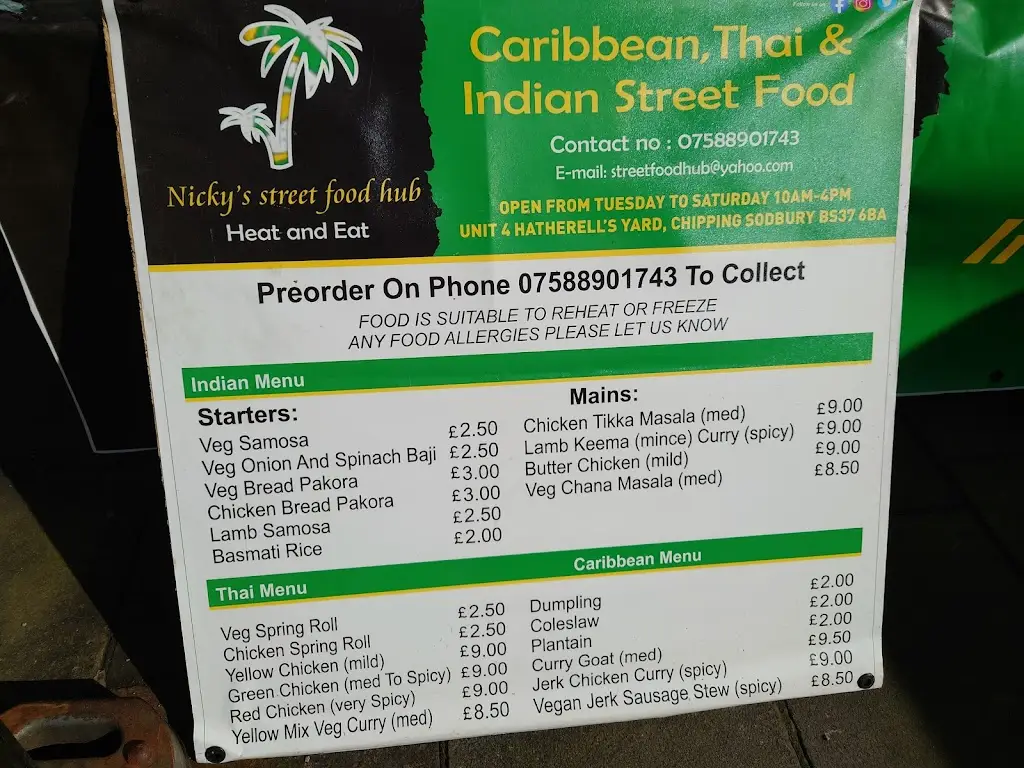 Follow us on
Caribbean, Thai &
Indian Street Food
Contact no : 07588901743
E-mail: streetfoodhub@yahoo.com
OPEN FROM TUESDAY TO SATURDAY 10AM-4PM
UNIT 4 HATHERELL'S YARD, CHIPPING SODBURY BS37 6BA
Nicky's street food hub
Heat and Eat
Preorder On Phone 07588901743 To Collect
FOOD IS SUITABLE TO REHEAT OR FREEZE
ANY FOOD ALLERGIES PLEASE LET US KNOW
Indian Menu
Starters:
Veg Samosa £2.50
Veg Onion And Spinach Baji £2.50
Veg Bread Pakora £3.00
Chicken Bread Pakora £3.00
Lamb Samosa £2.50
Basmati Rice £2.00
Mains:
Chicken Tikka Masala (med) £9.00
Lamb Keema (mince) Curry (spicy) £9.00
Butter Chicken (mild) £9.00
Veg Chana Masala (med) £8.50
Thai Menu
Veg Spring Roll £2.50
Chicken Spring Roll £2.50
Yellow Chicken (mild) £9.00
Green Chicken (med To Spicy) £9.00
Red Chicken (very Spicy) £9.00
Yellow Mix Veg Curry (med) £8.50
Caribbean Menu
Dumpling £2.00
Coleslaw £2.00
Plantain £2.00
Curry Goat (med) £9.50
Jerk Chicken Curry (spicy) £9.00
Vegan Jerk Sausage Stew (spicy) £8.50